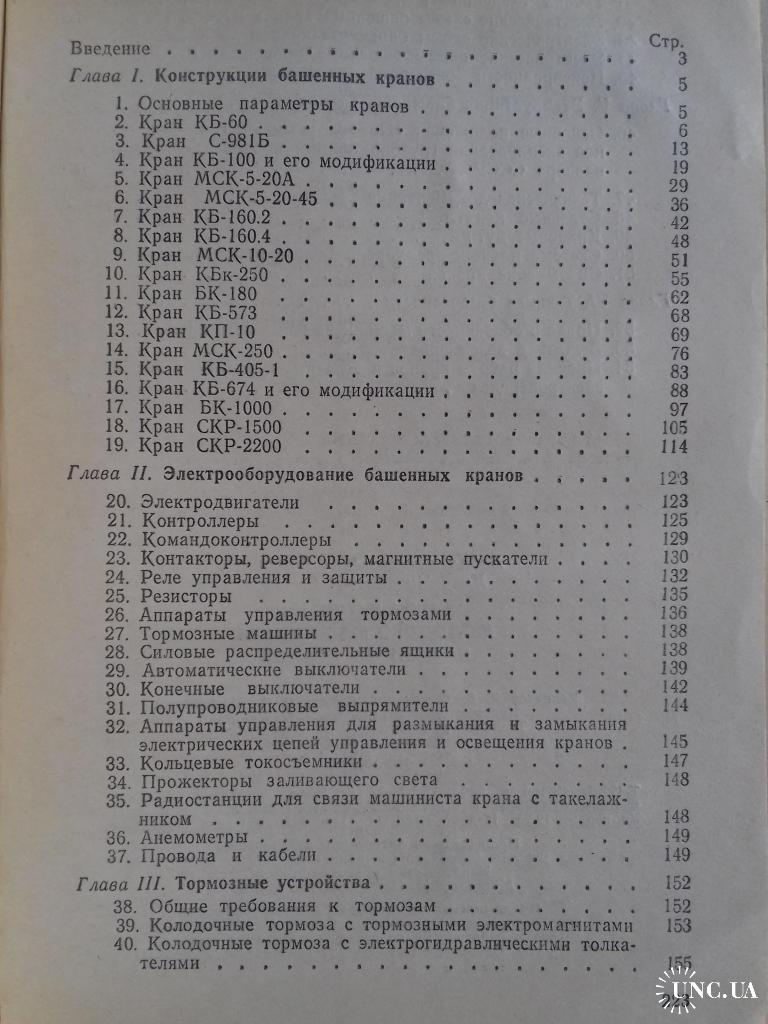 Стр.
Введение . . . . . . . . . . . . . . . . . 3
Глава I. Конструкции башенных кранов . . . . . . . . 5
1. Основные параметры кранов . . . . . . . . . 5
2. Кран КБ-60 . . . . . . . . . . . . . . . . 6
3. Кран С-981Б . . . . . . . . . . . . . . . . 13
4. Кран КБ-100 и его модификации . . . . . . . . 19
5. Кран МСК-5-20А . . . . . . . . . . . . . . 29
6. Кран МСК-5-20-45 . . . . . . . . . . . . . 36
7. Кран КБ-160.2 . . . . . . . . . . . . . . . 42
8. Кран КБ-160.4 . . . . . . . . . . . . . . . 48
9. Кран МСК-10-20 . . . . . . . . . . . . . . 51
10. Кран КБк-250 . . . . . . . . . . . . . . . 55
11. Кран БК-180 . . . . . . . . . . . . . . . 62
12. Кран КБ-573 . . . . . . . . . . . . . . . 68
13. Кран КП-10 . . . . . . . . . . . . . . . 69
14. Кран МСК-250 . . . . . . . . . . . . . . . 76
15. Кран КБ-405-1 . . . . . . . . . . . . . . 83
16. Кран КБ-674 и его модификации . . . . . . . . 88
17. Кран БК-1000 . . . . . . . . . . . . . . . 97
18. Кран СКР-1500 . . . . . . . . . . . . . . 105
19. Кран СКР-2200 . . . . . . . . . . . . . . 114
Глава II. Электрооборудование башенных кранов . . . . . 123
20. Электродвигатели . . . . . . . . . . . . . 123
21. Контроллеры . . . . . . . . . . . . . . . 125
22. Командоконтроллеры . . . . . . . . . . . . 129
23. Контакторы, реверсоры, магнитные пускатели . . . . 130
24. Реле управления и защиты . . . . . . . . . . 132
25. Резисторы . . . . . . . . . . . . . . . . 135
26. Аппараты управления тормозами . . . . . . . . 136
27. Тормозные машины . . . . . . . . . . . . . 138
28. Силовые распределительные ящики . . . . . . . . 138
29. Автоматические выключатели . . . . . . . . . . 139
30. Конечные выключатели . . . . . . . . . . . 142
31. Полупроводниковые выпрямители . . . . . . . . 144
32. Аппараты управления для размыкания и замыкания
электрических цепей управления и освещения кранов . 145
33. Кольцевые токосъемники . . . . . . . . . . . 147
34. Прожекторы заливающего света . . . . . . . . 148
35. Радиостанции для связи машиниста крана с такелаж-
ником . . . . . . . . . . . . . . . . . . 148
36. Анемометры . . . . . . . . . . . . . . . . 149
37. Провода и кабели . . . . . . . . . . . . . 149
Глава III. Тормозные устройства . . . . . . . . . . . 152
38. Общие требования к тормозам . . . . . . . . . 152
39. Колодочные тормоза с тормозными электромагнитами 153
40. Колодочные тормоза с электрогидравлическими толка-
телями . . . . . . . . . . . . . . . . . . 155
223
UNC.UA